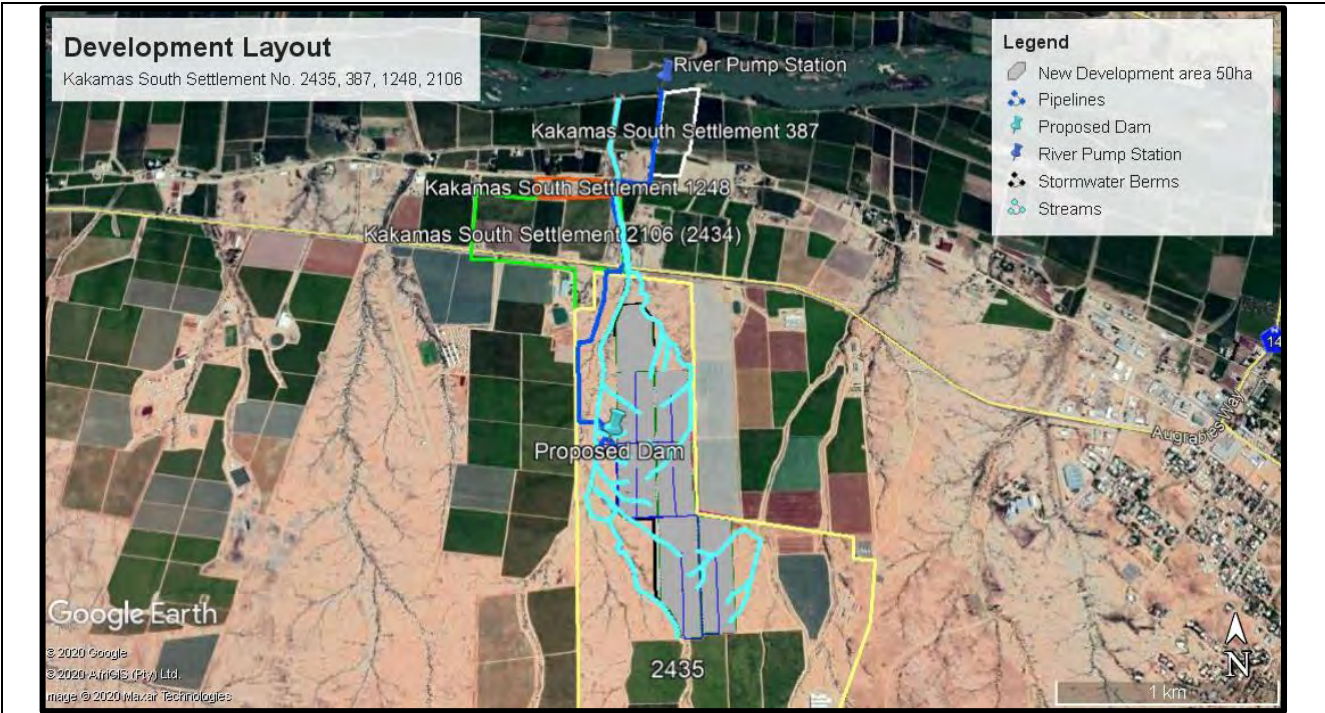 Development Layout
Kakamas South Settlement No. 2435, 387, 1248, 2106
Legend
New Development area 50ha
Pipelines
Proposed Dam
River Pump Station
Stormwater Berms
Streams
River Pump Station
Kakamas South Settlement 387
Kakamas South Settlement 1248
Kakamas South Settlement 2106 (2434)
14
Augrabies Way
Proposed Dam
2435
Google Earth
© 2020 Google
© 2020 AfriGIS (Pty) Ltd.
Image © 2020 Maxar Technologies
N
1 km